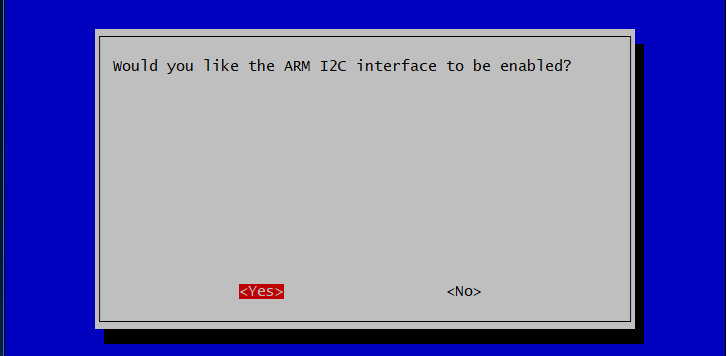 Would you like the ARM I2C interface to be enabled?
<Yes> <No>